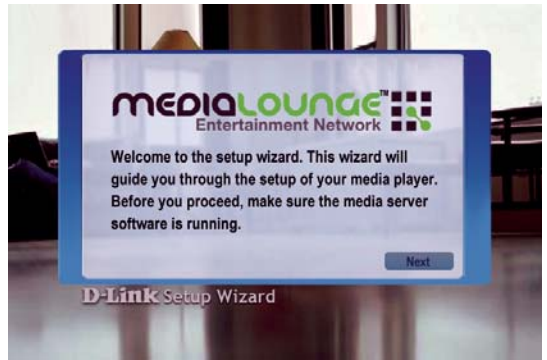 MEDIALOUNGE™
Entertainment Network
Welcome to the setup wizard. This wizard will
guide you through the setup of your media player.
Before you proceed, make sure the media server
software is running.
Next
D-Link Setup Wizard